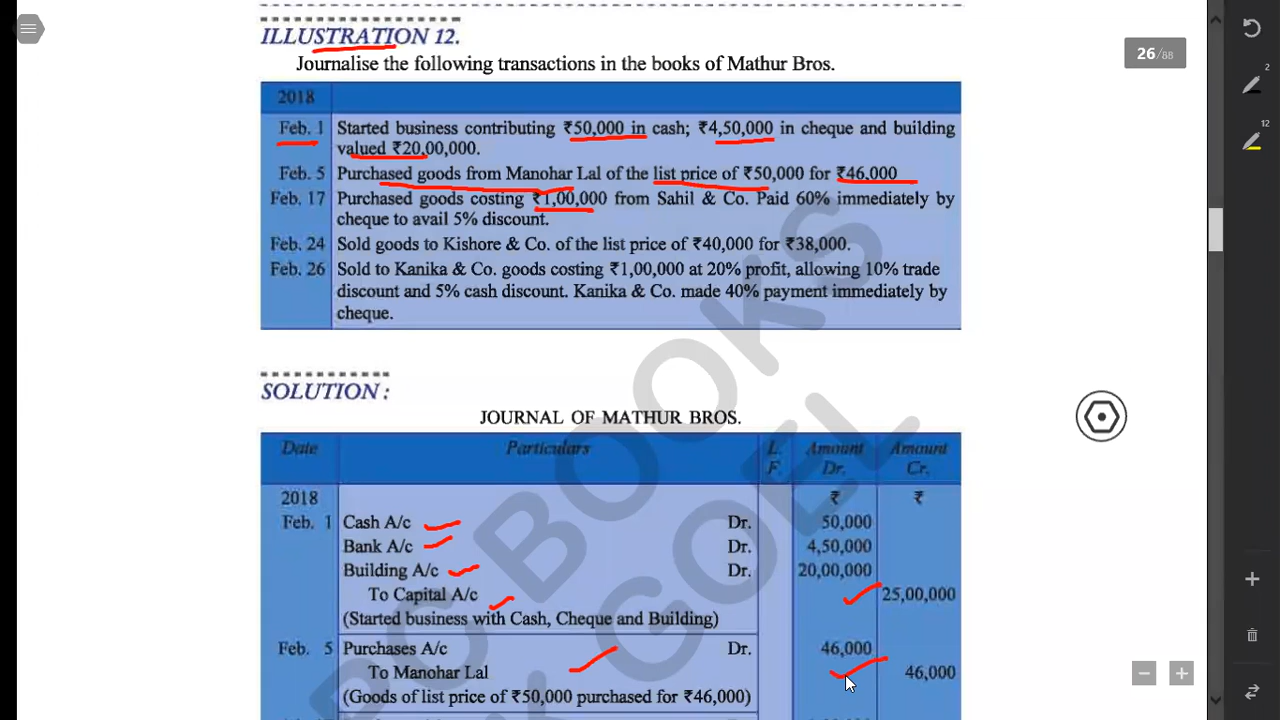 26/88
ILLUSTRATION 12.
Journalise the following transactions in the books of Mathur Bros.
2018
Feb. 1 Started business contributing ₹50,000 in cash; ₹4,50,000 in cheque and building
valued ₹20,00,000.
Feb. 5 Purchased goods from Manohar Lal of the list price of ₹50,000 for ₹46,000
Feb. 17 Purchased goods costing ₹1,00,000 from Sahil & Co. Paid 60% immediately by
cheque to avail 5% discount.
Feb. 24 Sold goods to Kishore & Co. of the list price of ₹40,000 for ₹38,000.
Feb. 26 Sold to Kanika & Co. goods costing ₹1,00,000 at 20% profit, allowing 10% trade
discount and 5% cash discount. Kanika & Co. made 40% payment immediately by
cheque.
SOLUTION :
JOURNAL OF MATHUR BROS.
Date Particulars L. Amount Amount
F. Dr. Cr.
2018 ₹ ₹
Feb. 1 Cash A/c Dr. 50,000
Bank A/c Dr. 4,50,000
Building A/c Dr. 20,00,000
To Capital A/c 25,00,000
(Started business with Cash, Cheque and Building)
Feb. 5 Purchases A/c Dr. 46,000
To Manohar Lal 46,000
(Goods of list price of ₹50,000 purchased for ₹46,000)
PC BOOKS
K GOEL
2
12